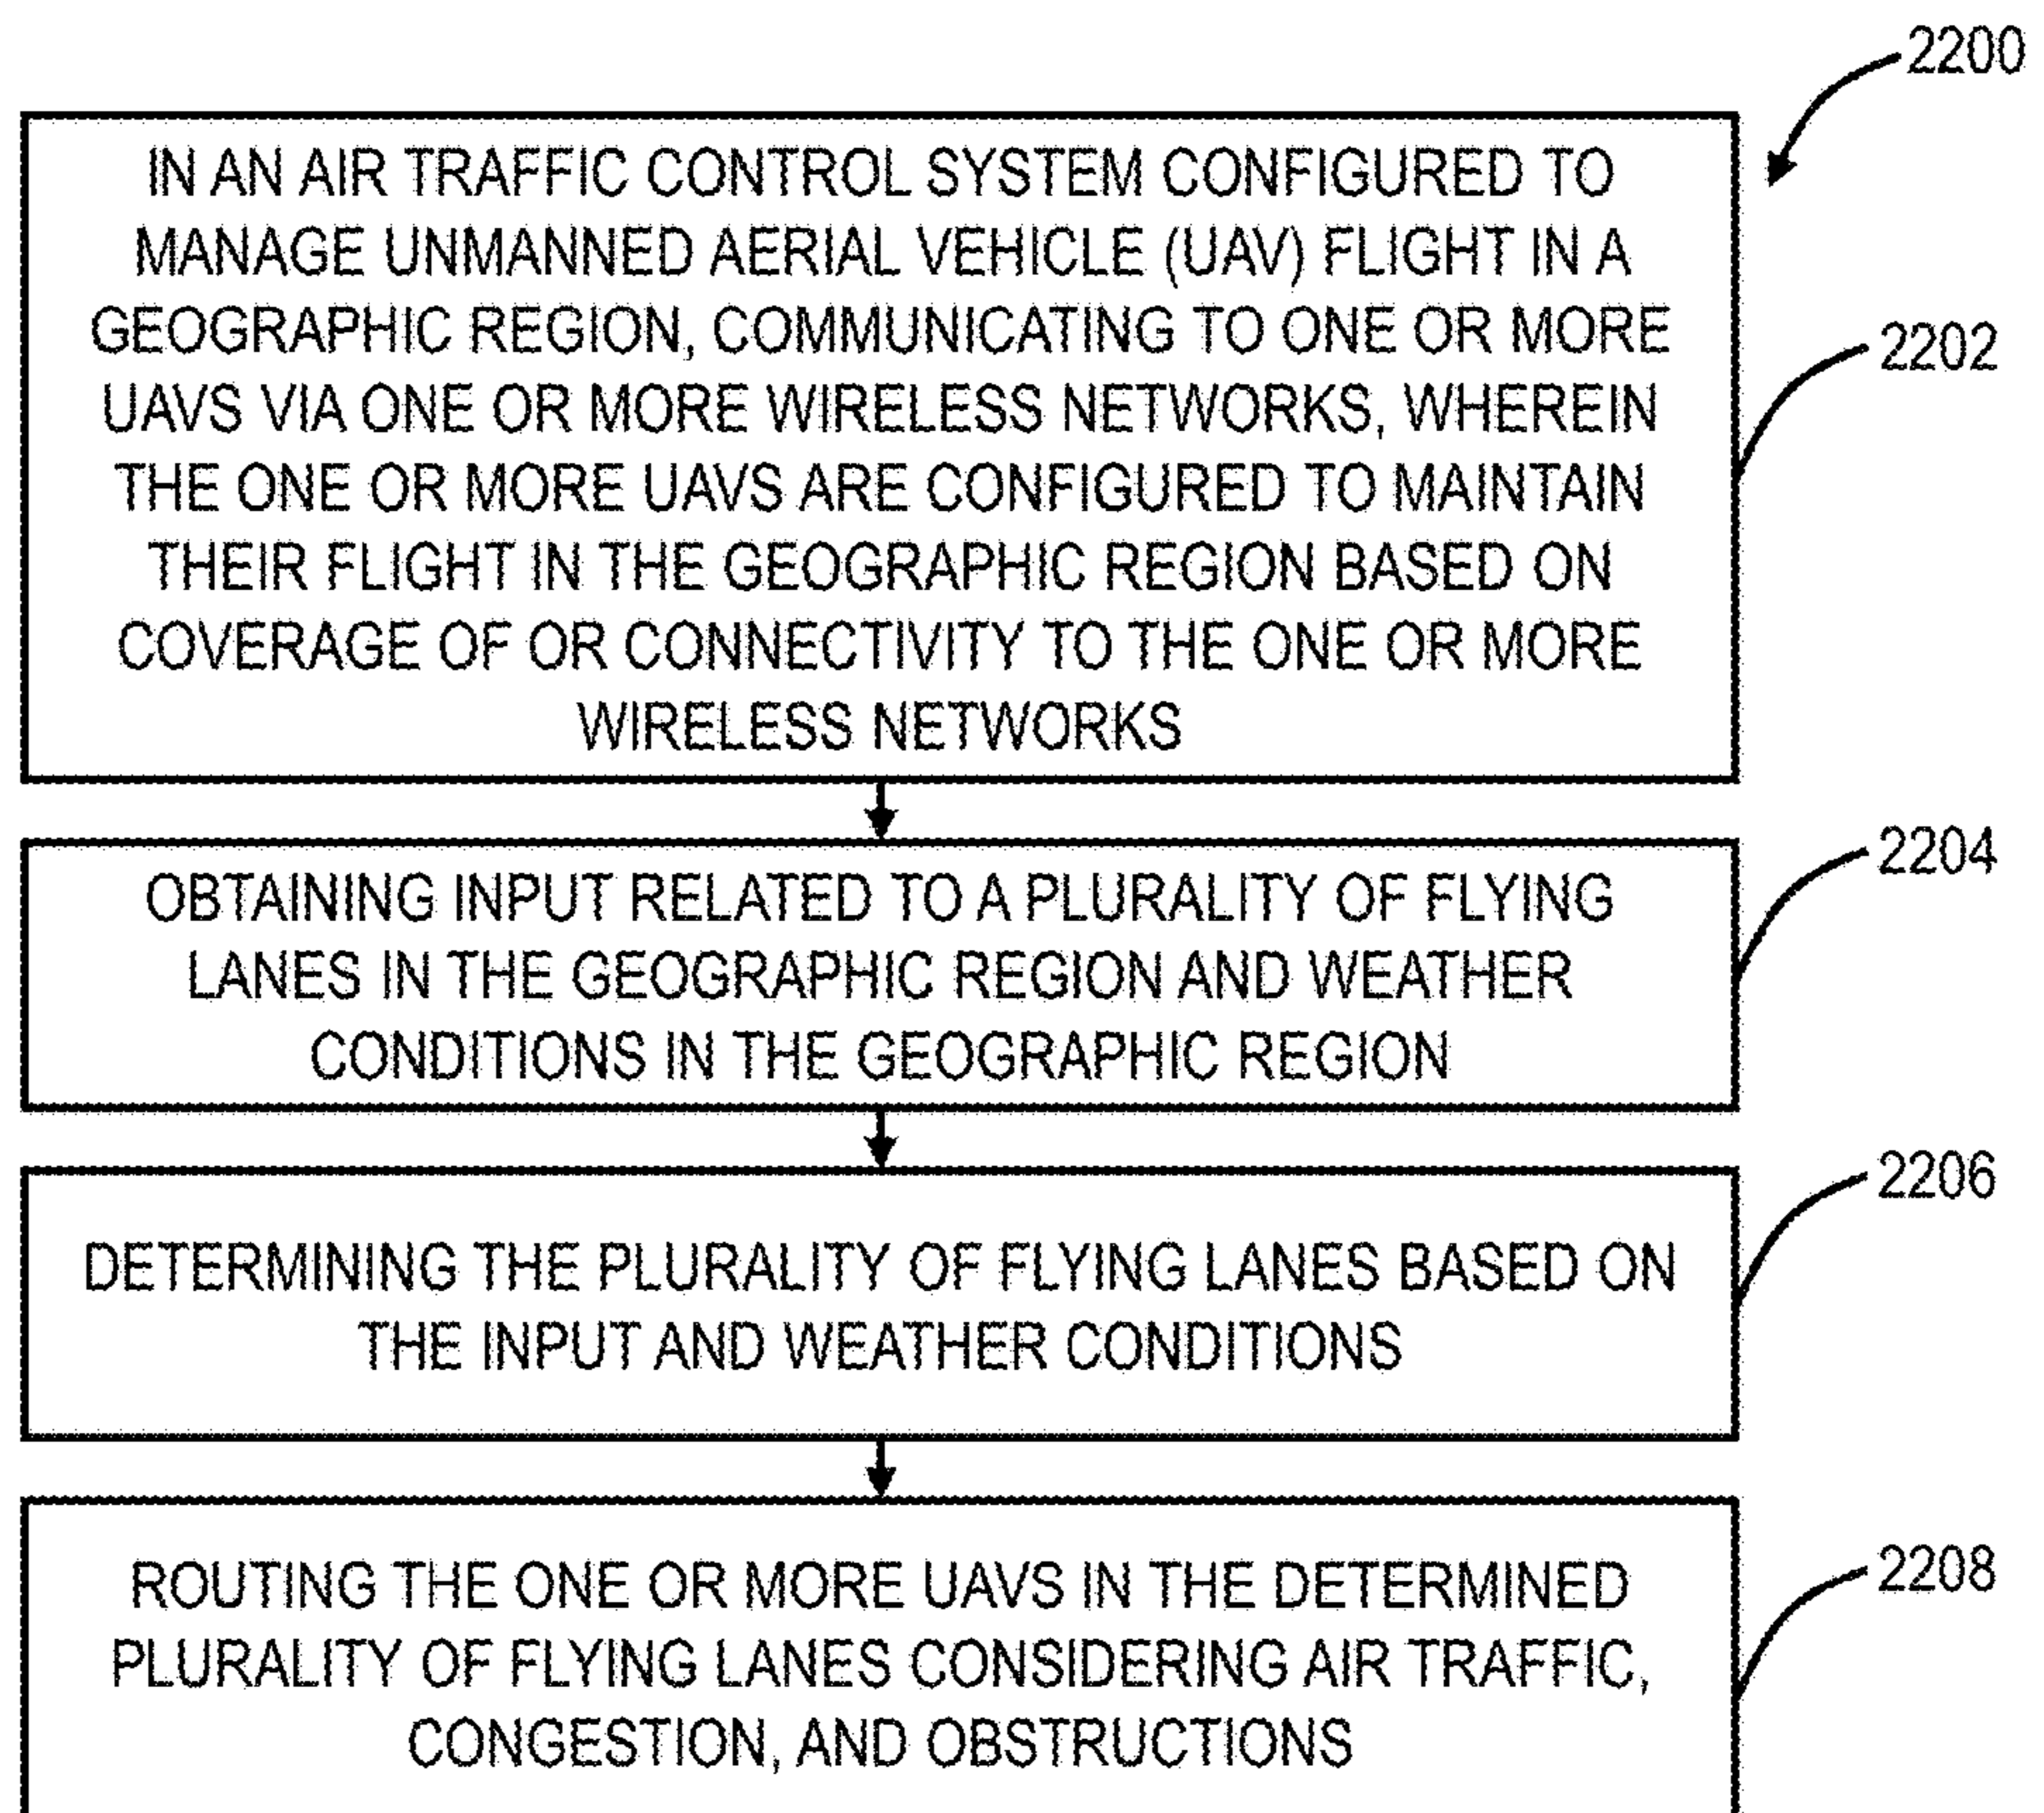 2200
IN AN AIR TRAFFIC CONTROL SYSTEM CONFIGURED TO
MANAGE UNMANNED AERIAL VEHICLE (UAV) FLIGHT IN A
GEOGRAPHIC REGION, COMMUNICATING TO ONE OR MORE
UAVS VIA ONE OR MORE WIRELESS NETWORKS, WHEREIN
THE ONE OR MORE UAVS ARE CONFIGURED TO MAINTAIN
THEIR FLIGHT IN THE GEOGRAPHIC REGION BASED ON
COVERAGE OF OR CONNECTIVITY TO THE ONE OR MORE
WIRELESS NETWORKS
2202
OBTAINING INPUT RELATED TO A PLURALITY OF FLYING
LANES IN THE GEOGRAPHIC REGION AND WEATHER
CONDITIONS IN THE GEOGRAPHIC REGION
2204
DETERMINING THE PLURALITY OF FLYING LANES BASED ON
THE INPUT AND WEATHER CONDITIONS
2206
ROUTING THE ONE OR MORE UAVS IN THE DETERMINED
PLURALITY OF FLYING LANES CONSIDERING AIR TRAFFIC,
CONGESTION, AND OBSTRUCTIONS
2208